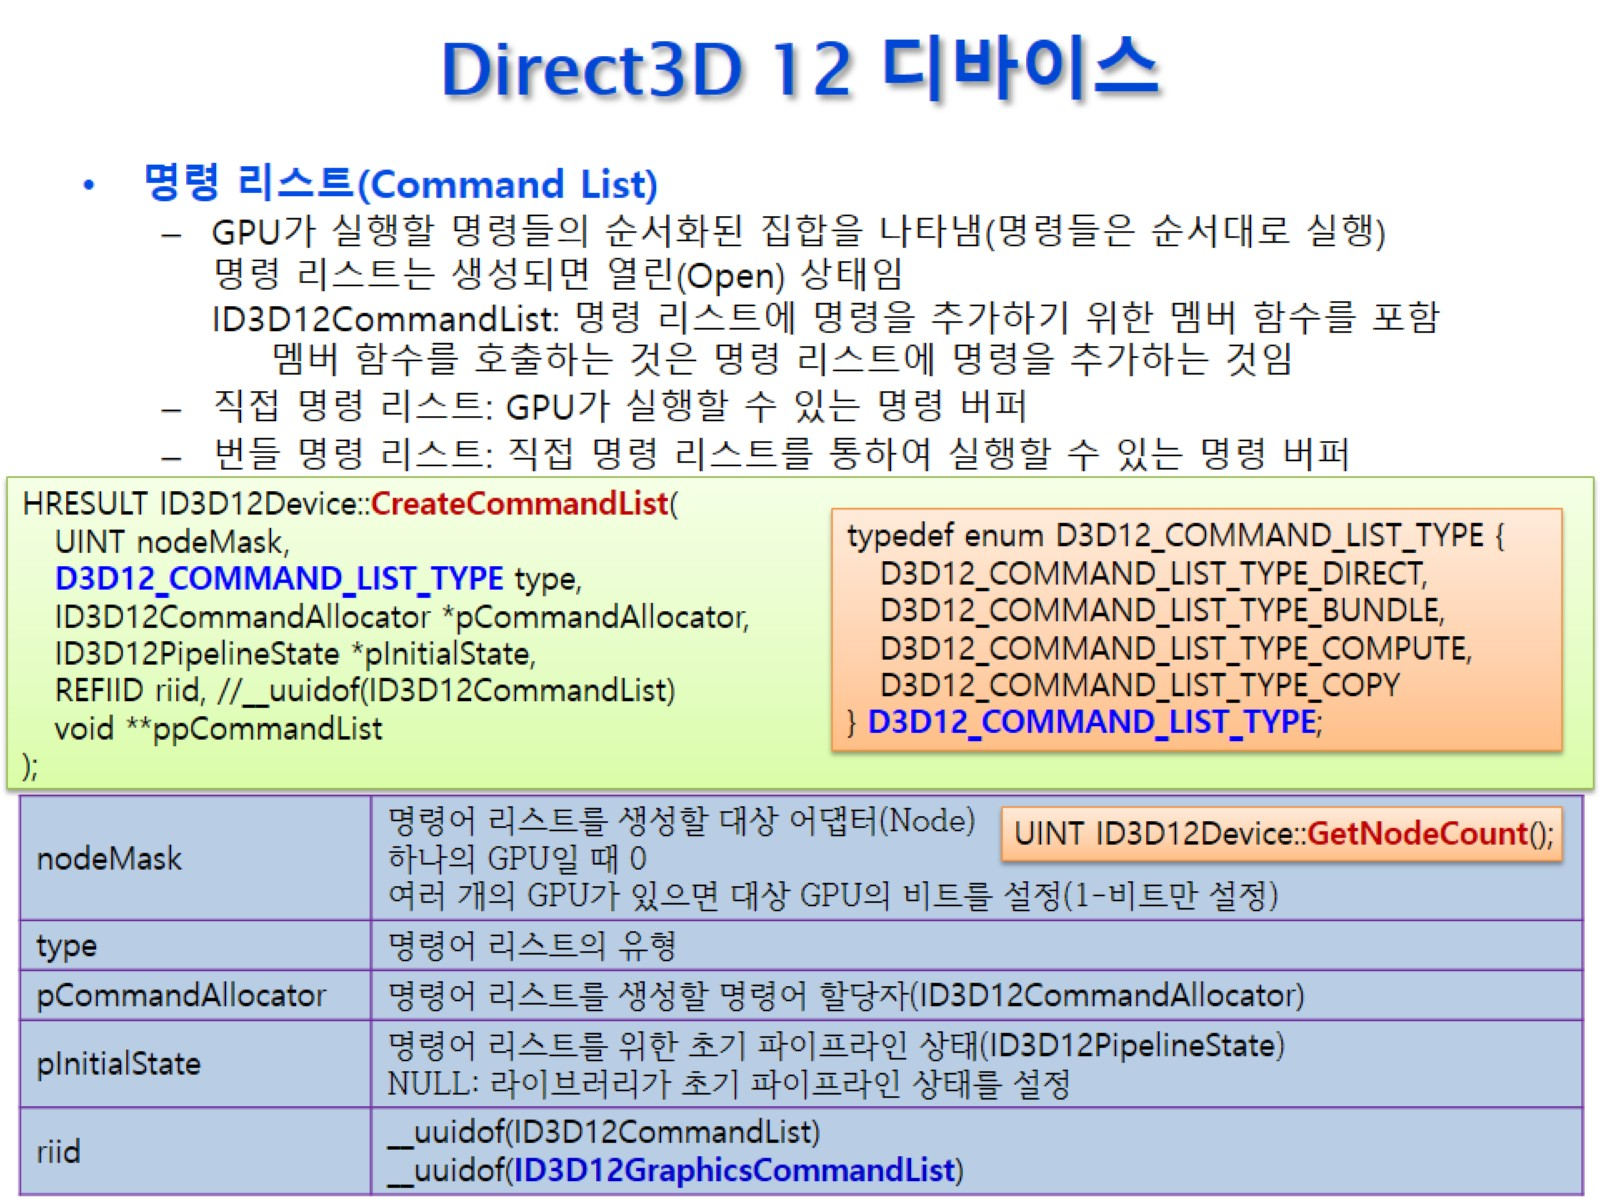 Direct3D 12 디바이스
• 명령 리스트(Command List)
– GPU가 실행할 명령들의 순서화된 집합을 나타냄(명령들은 순서대로 실행)
명령 리스트는 생성되면 열린(Open) 상태임
ID3D12CommandList: 명령 리스트에 명령을 추가하기 위한 멤버 함수를 포함
멤버 함수를 호출하는 것은 명령 리스트에 명령을 추가하는 것임
– 직접 명령 리스트: GPU가 실행할 수 있는 명령 버퍼
– 번들 명령 리스트: 직접 명령 리스트를 통하여 실행할 수 있는 명령 버퍼
HRESULT ID3D12Device::CreateCommandList(
UINT nodeMask,
D3D12_COMMAND_LIST_TYPE type,
ID3D12CommandAllocator *pCommandAllocator,
ID3D12PipelineState *pInitialState,
REFIID riid, //__uuidof(ID3D12CommandList)
void **ppCommandList
);
typedef enum D3D12_COMMAND_LIST_TYPE {
D3D12_COMMAND_LIST_TYPE_DIRECT,
D3D12_COMMAND_LIST_TYPE_BUNDLE,
D3D12_COMMAND_LIST_TYPE_COMPUTE,
D3D12_COMMAND_LIST_TYPE_COPY
} D3D12_COMMAND_LIST_TYPE;
nodeMask
명령어 리스트를 생성할 대상 어댑터(Node)
하나의 GPU일 때 0
여러 개의 GPU가 있으면 대상 GPU의 비트를 설정(1-비트만 설정)
UINT ID3D12Device::GetNodeCount();
type
명령어 리스트의 유형
pCommandAllocator
명령어 리스트를 생성할 명령어 할당자(ID3D12CommandAllocator)
pInitialState
명령어 리스트를 위한 초기 파이프라인 상태(ID3D12PipelineState)
NULL: 라이브러리가 초기 파이프라인 상태를 설정
riid
__uuidof(ID3D12CommandList)
__uuidof(ID3D12GraphicsCommandList)